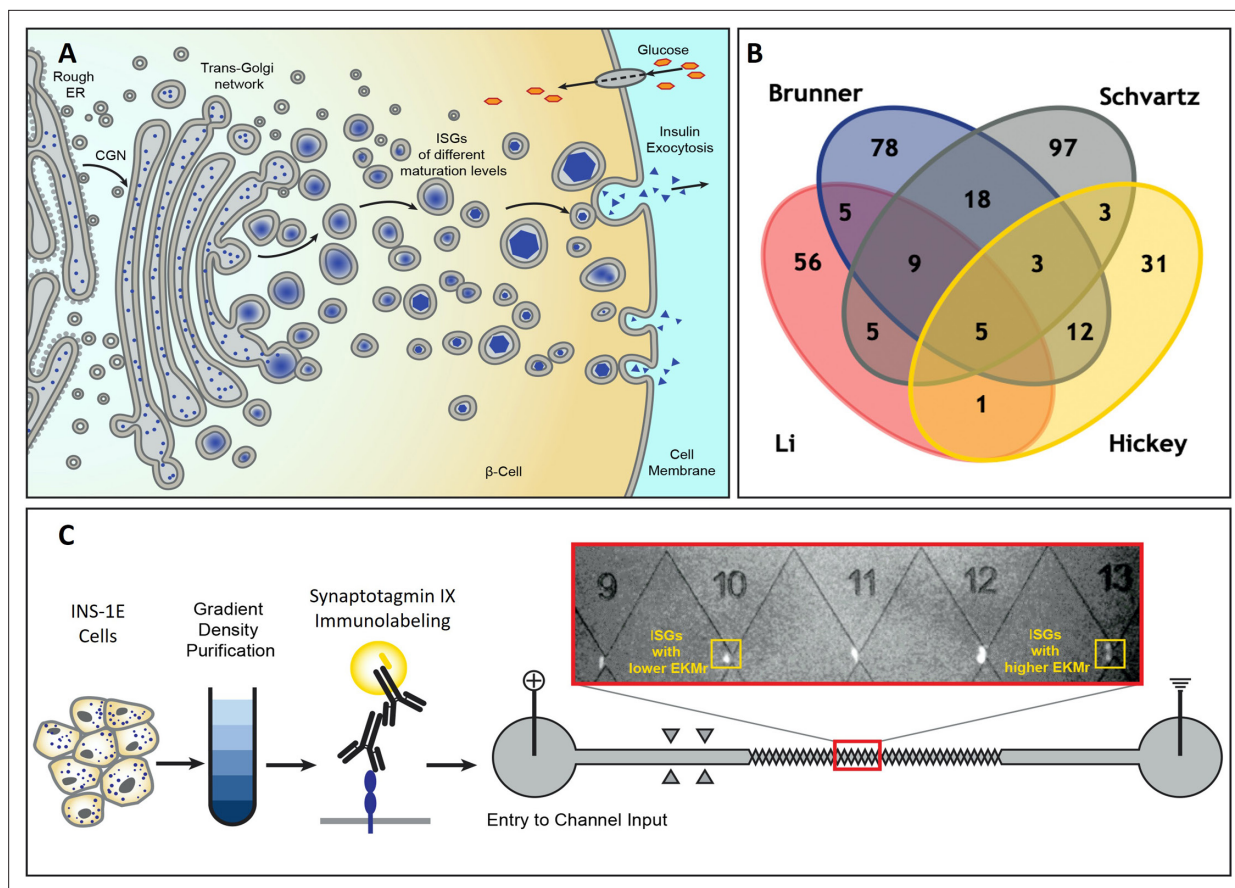 A
Rough
ER
Trans-Golgi
network
CGN
ISGs
of different
maturation levels
Glucose
Insulin
Exocytosis
β-Cell
Cell
Membrane
B
Brunner
Schvartz
78
97
5
18
3
56
9
3
31
5
5
12
1
Li
Hickey
C
INS-1E
Cells
Gradient
Density
Purification
Synaptotagmin IX
Immunolabeling
9
10
11
12
13
ISGs
with
lower EKMr
ISGs
with
higher EKMr
+
Entry to Channel Input